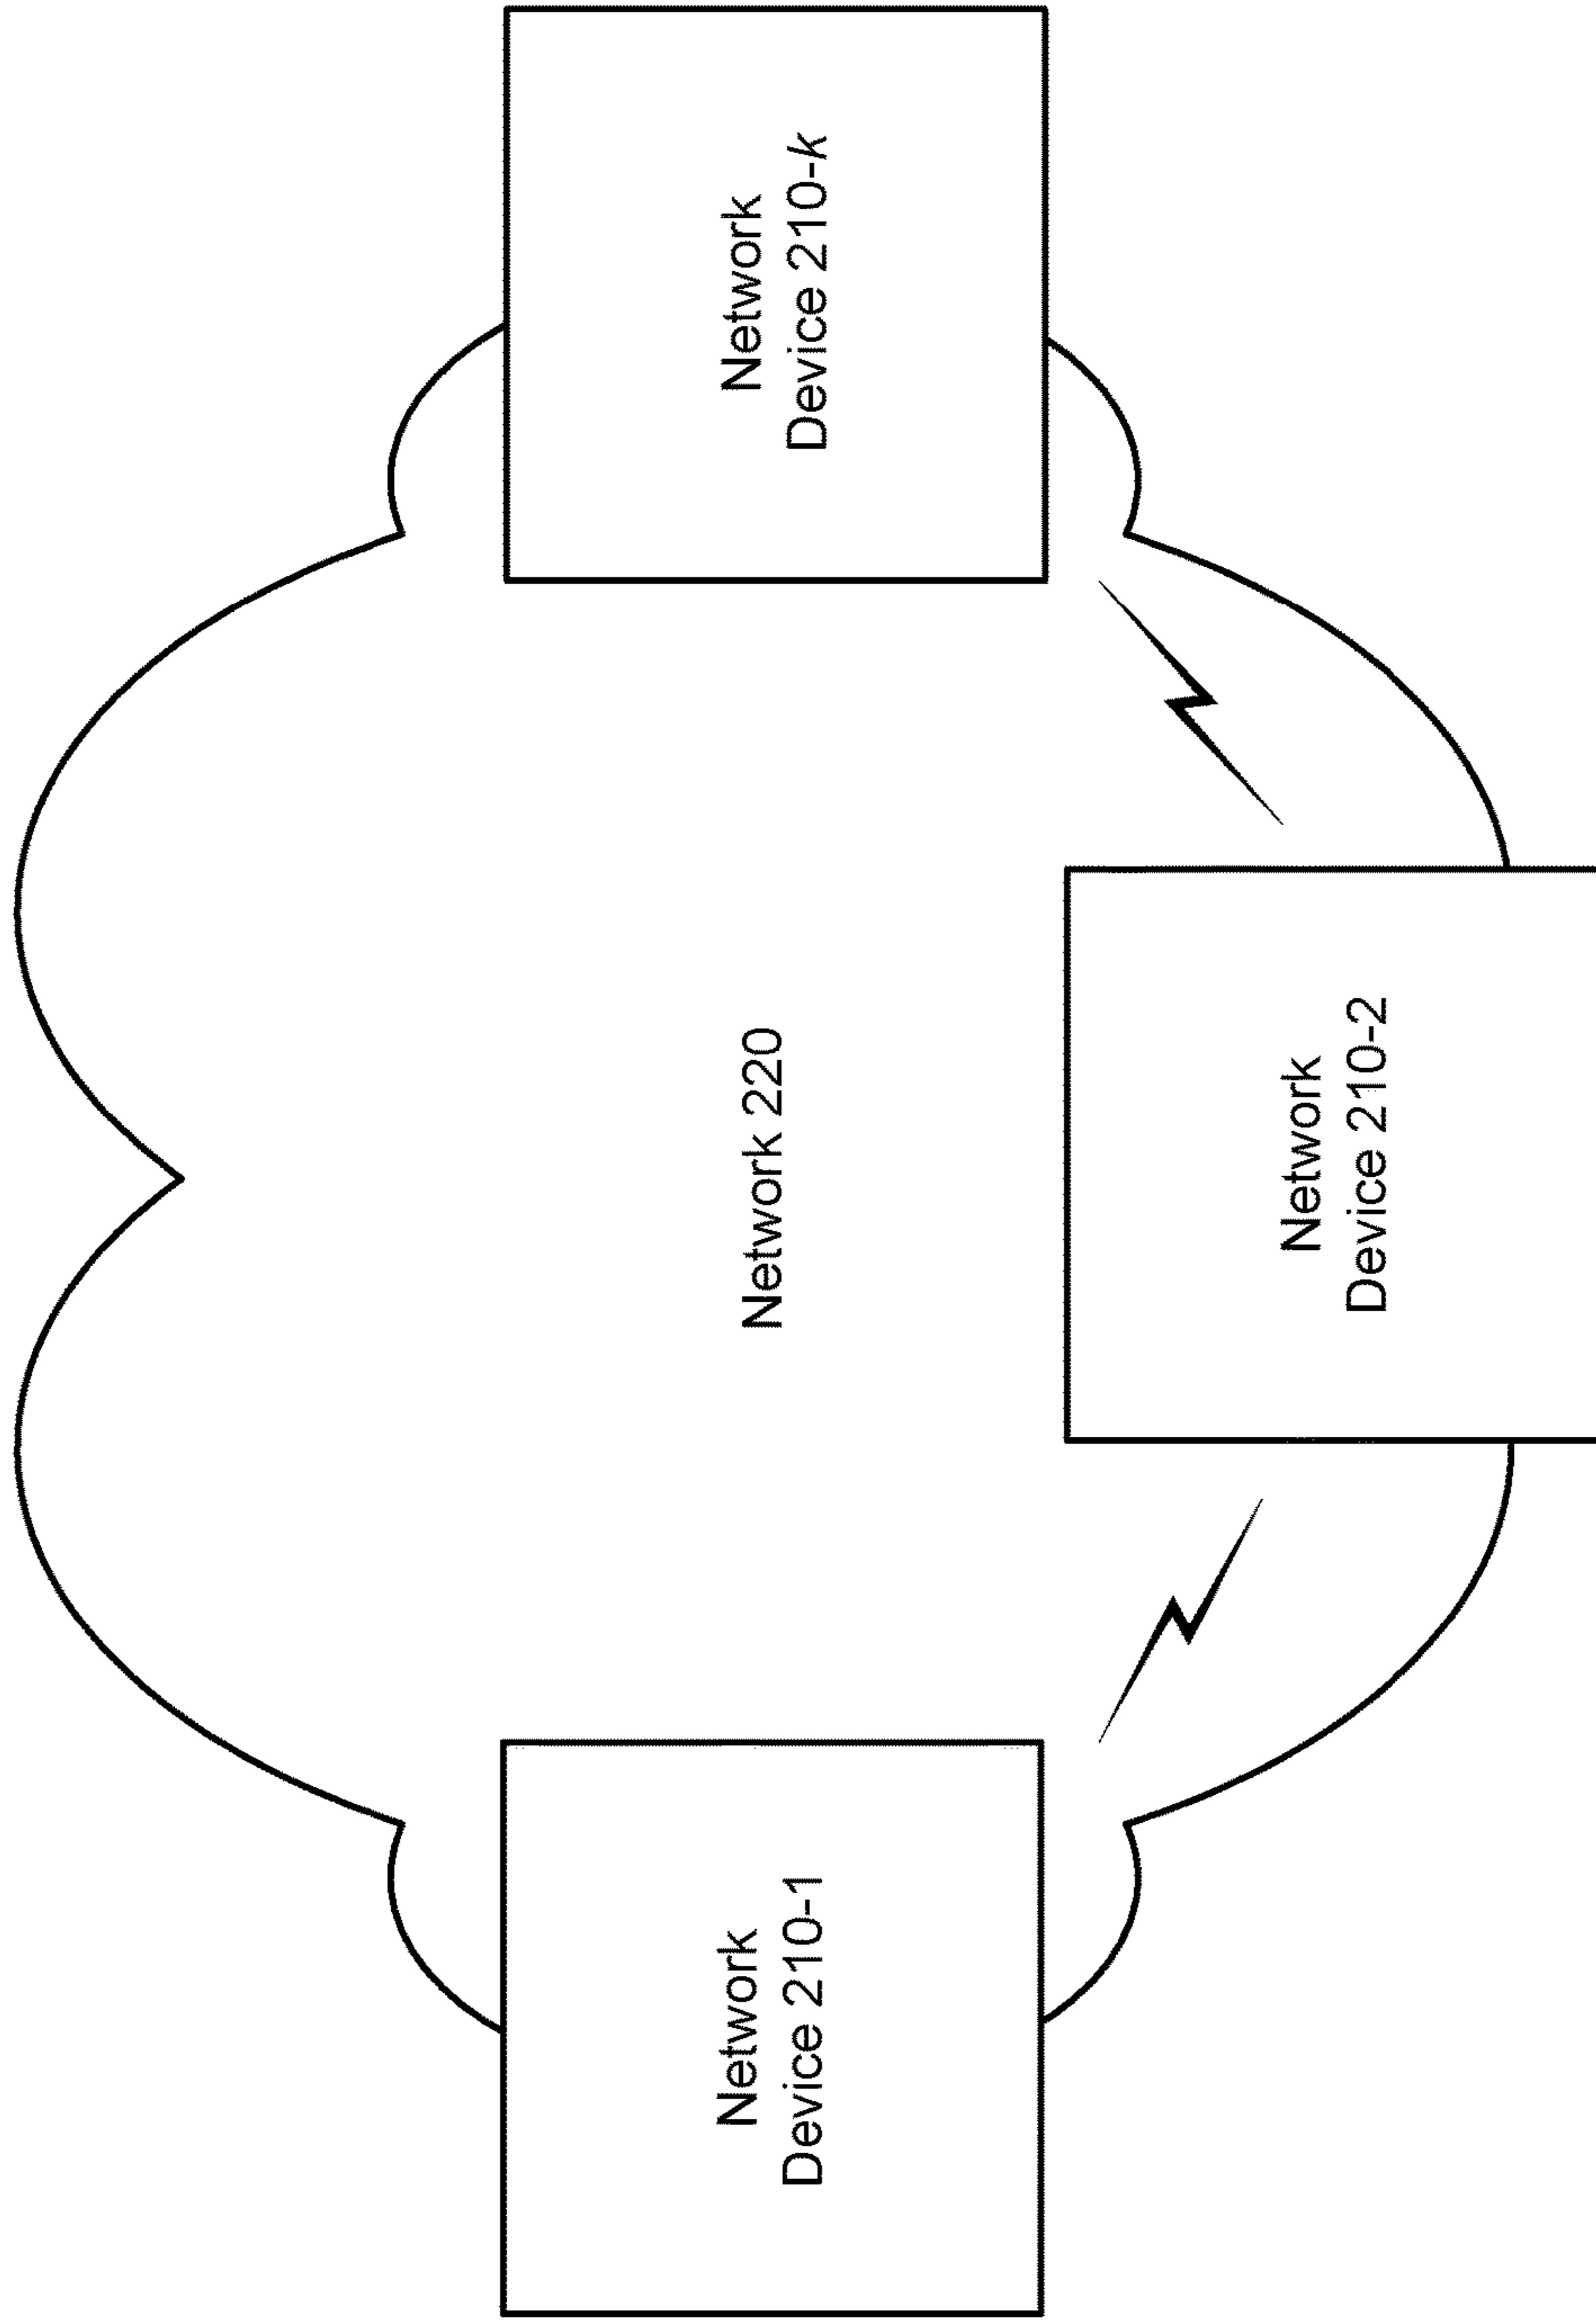 Network
Device 210-1
Network 220
Network
Device 210-2
Network
Device 210-k